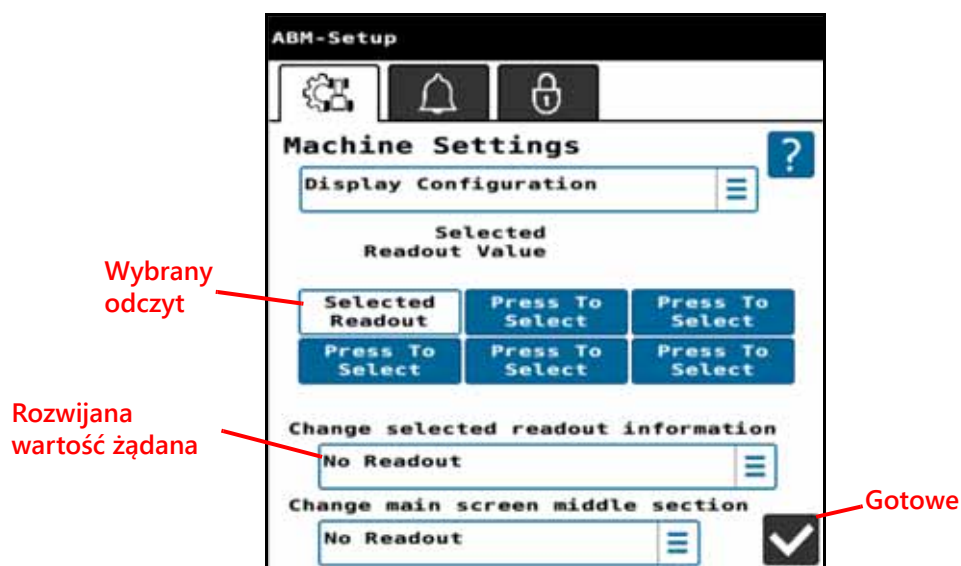 ABM-Setup
Machine Settings
?
Display Configuration
Selected
Readout Value
Wybrany
odczyt
Selected
Readout
Press To
Select
Press To
Select
Press To
Select
Press To
Select
Press To
Select
Rozwijana
wartość żądana
Change selected readout information
No Readout
Change main screen middle section
No Readout
Gotowe